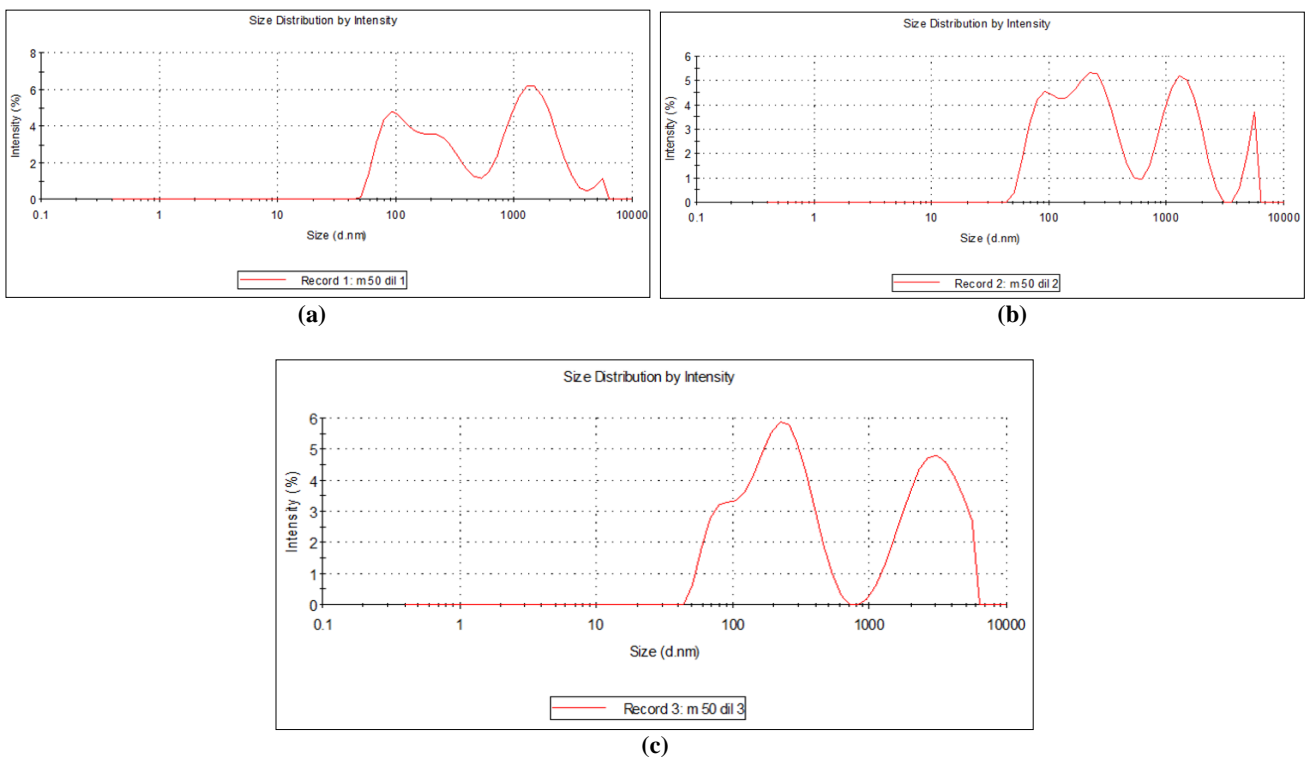 Size Distribution by Intensity
Intensity (%)
8
6
4
2
0
0.1 1 10 100 1000 10000
Size (d.nm)
Record 1: m 50 dil 1
(a)
Size Distribution by Intensity
Intensity (%)
6
5
4
3
2
1
0
0.1 1 10 100 1000 10000
Size (d.nm)
Record 2: m 50 dil 2
(b)
Size Distribution by Intensity
Intensity (%)
6
5
4
3
2
1
0
0.1 1 10 100 1000 10000
Size (d.nm)
Record 3: m 50 dil 3
(c)